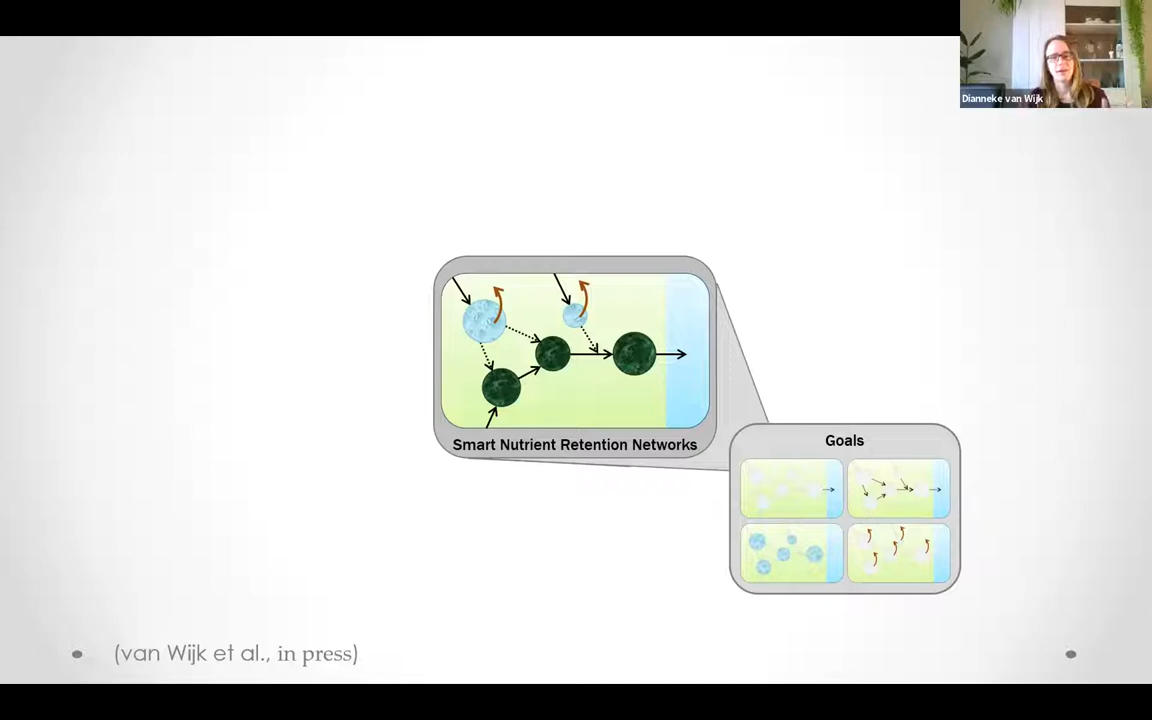 Dianneke van Wijk
Smart Nutrient Retention Networks
Goals
(van Wijk et al., in press)